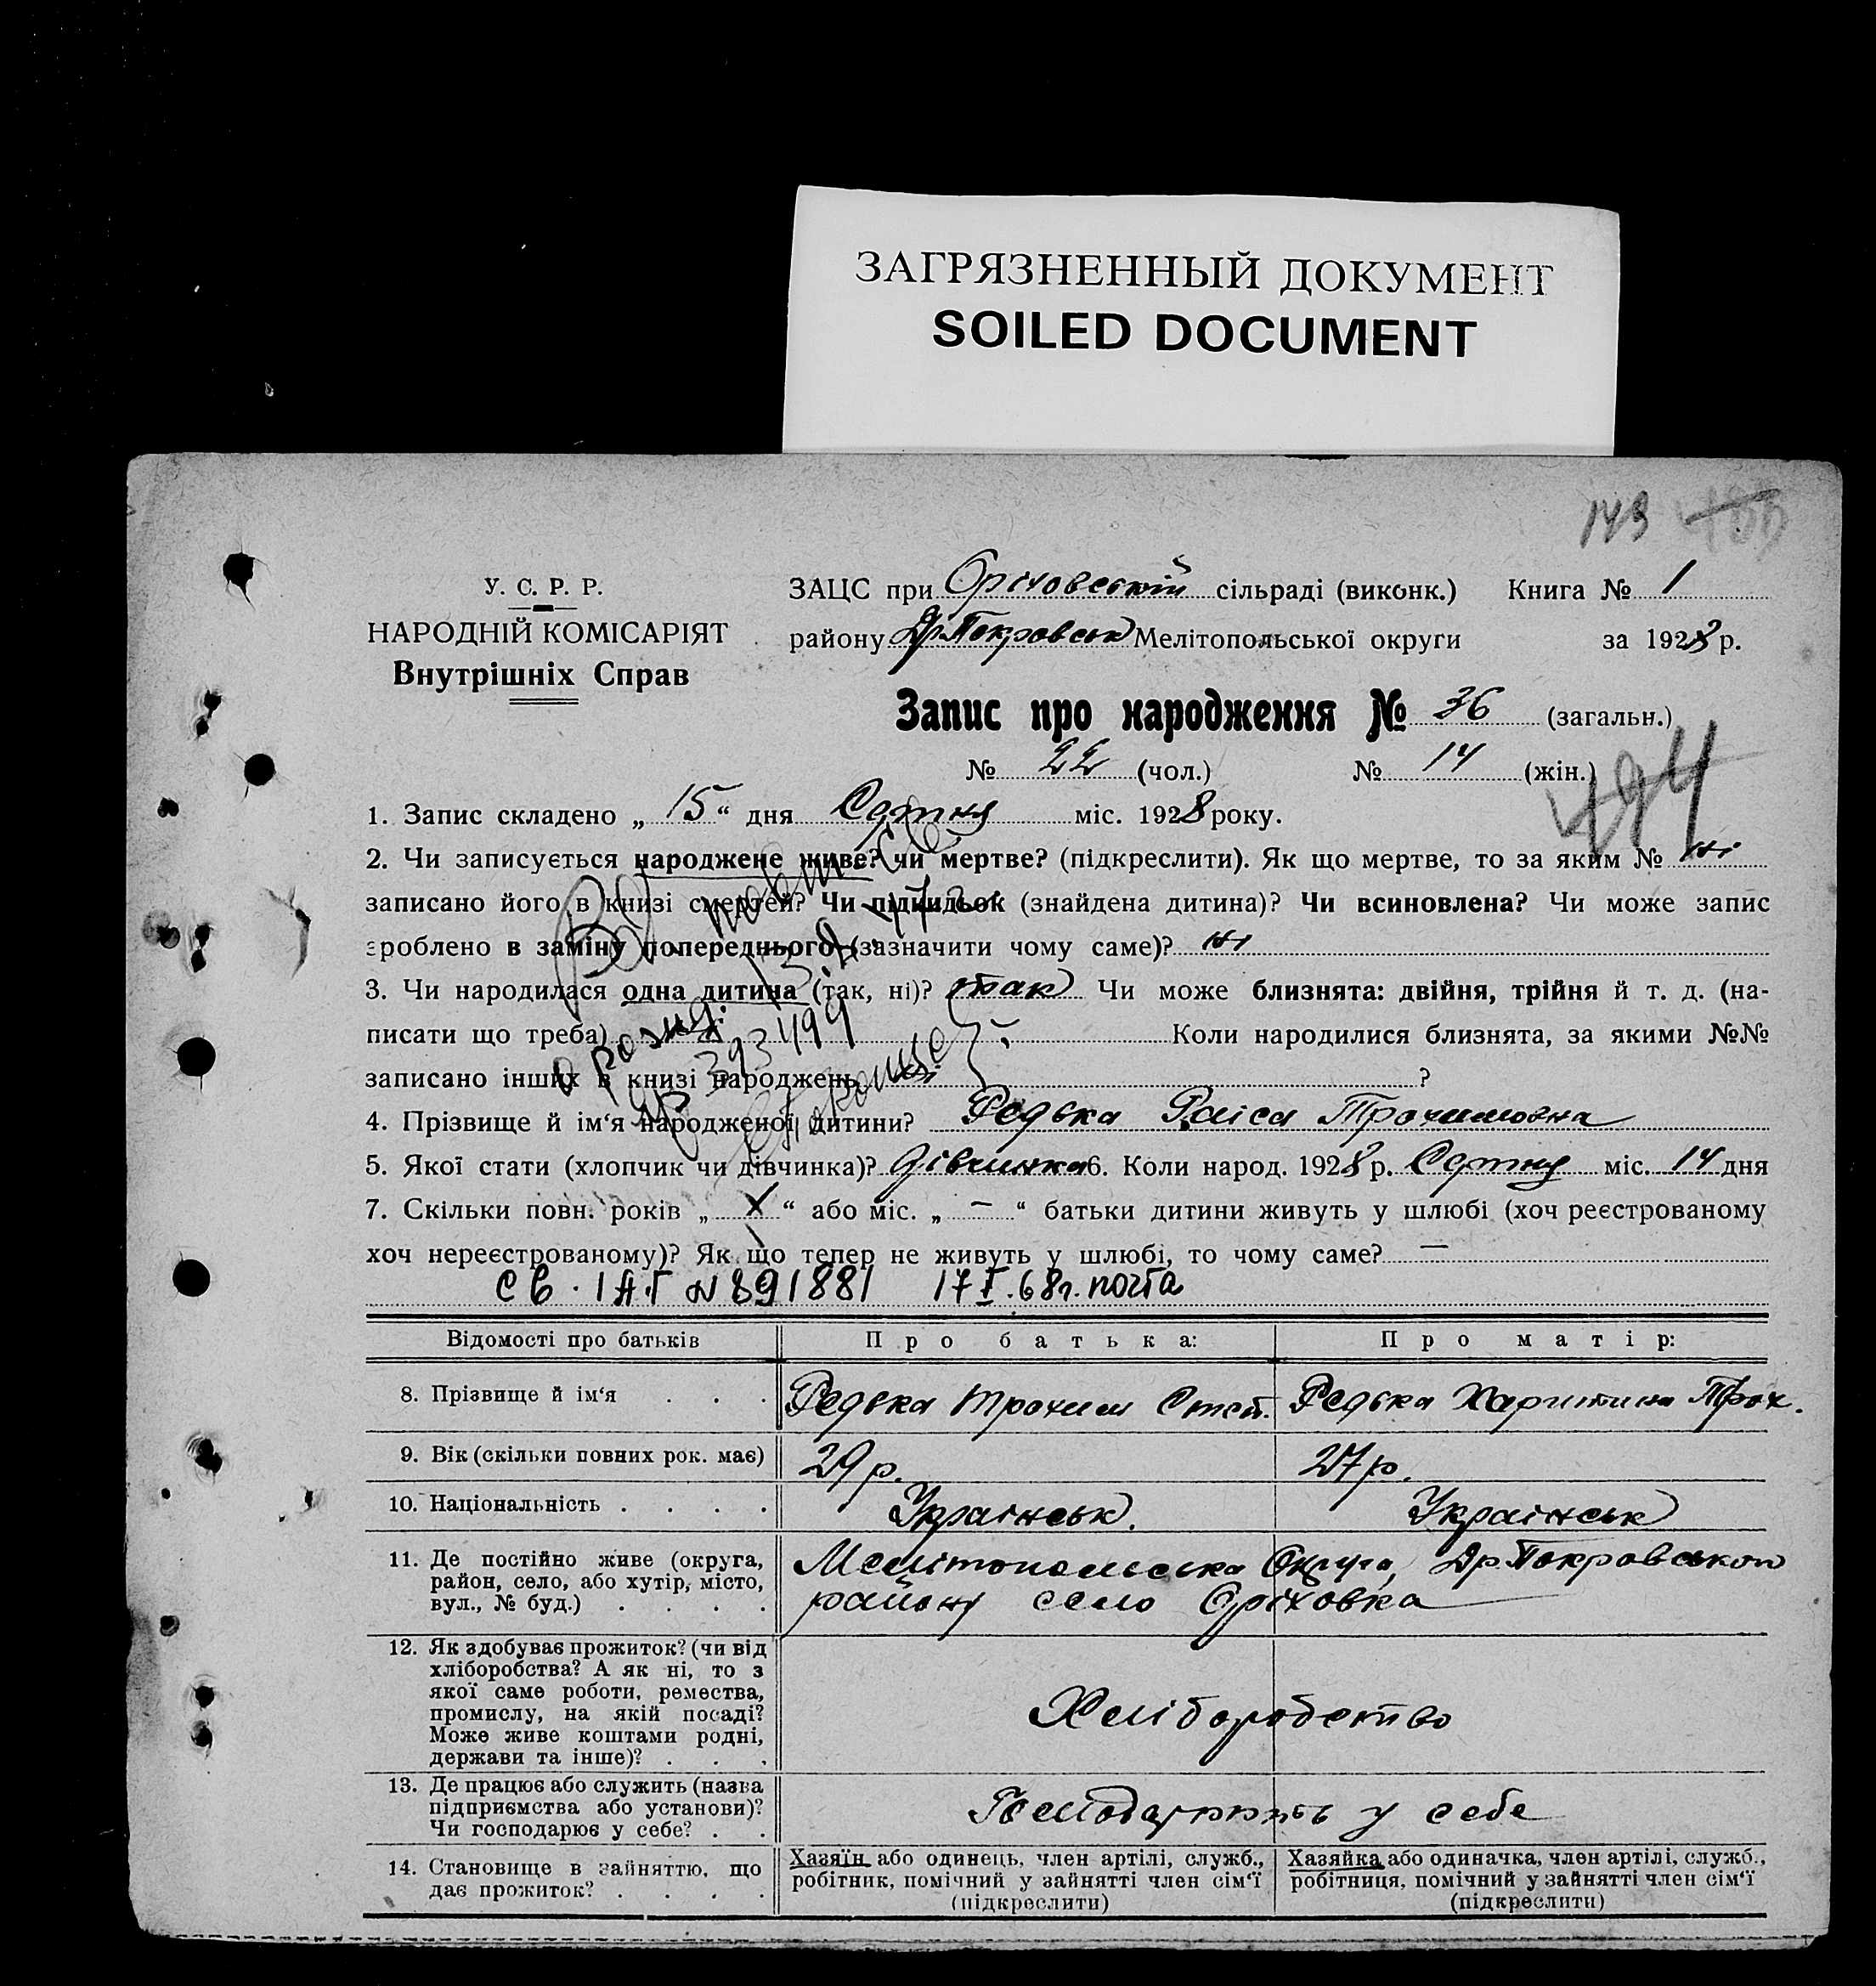 ЗАГРЯЗНЕННЫЙ ДОКУМЕНТ
SOILED DOCUMENT
143
У. С. Р. Р.
НАРОДНІЙ КОМІСАРІЯТ
Внутрішніх Справ
ЗАЦС при Оріховській сільраді (виконк.) Книга № 1
району Др. Покровськ Мелітопольської округи за 1928 р.
Запис про народження № 36 (загальн.)
№ 22 (чол.) № 14 (жін.)
194
1. Запис складено „ 15 “ дня міс. 1928 року.
2. Чи записується народжене живе? чи мертве? (підкреслити). Як що мертве, то за яким № ні
записано його в книзі смертей? Чи підкидьок (знайдена дитина)? Чи всиновлена? Чи може запис
зроблено в заміну попереднього (зазначити чому саме)? ні
3. Чи народилася одна дитина (так, ні)? так Чи може близнята: двійня, трійня й т. д. (на-
писати що треба) Коли народилися близнята, за якими №№
записано інших в книзі народжень ні ?
4. Прізвище й ім‘я народженої дитини? Редька Раіса Трохимовна
5. Якої стати (хлопчик чи дівчинка)? дівчинка 6. Коли народ. 1928 р. міс. 14 дня
7. Скільки повн. років „ “ або міс. „ – “ батьки дитини живуть у шлюбі (хоч реєстрованому
хоч нереєстрованому)? Як що тепер не живуть у шлюбі, то чому саме? —
св. IАГ N 891881 17 I. 68г. почта
Відомості про батьків Про батька: Про матір:
8. Прізвище й ім‘я . . . Редька Трохим Степ. Редька Харитина Трох.
9. Вік (скільки повних рок. має) 29 р. 27 р.
10. Національність . . . . Українськ. Українськ
11. Де постійно живе (округа, район, село, або хутір, місто, вул., № буд.) . . . . Мелітопольська Округа, Др. Покровського
району село Оріховка
12. Як здобуває прожиток? (чи від
хліборобства? А як ні, то з
якої саме роботи, ремества,
промислу, на якій посаді?
Може живе коштами родні,
держави та інше)? . . .
Хліборобство
13. Де працює або служить (назва
підприємства або установи)?
Чи господарює у себе? . .
у себе
14. Становище в зайняттю, що
дає прожиток? . . . .
Хазяїн або одинець, член артілі, служб.,
робітник, помічний у зайнятті член сім‘ї
(підкреслити)
Хазяйка або одиначка, член артілі, служб.,
робітниця, помічний у зайнятті член сім‘ї
(підкреслити)